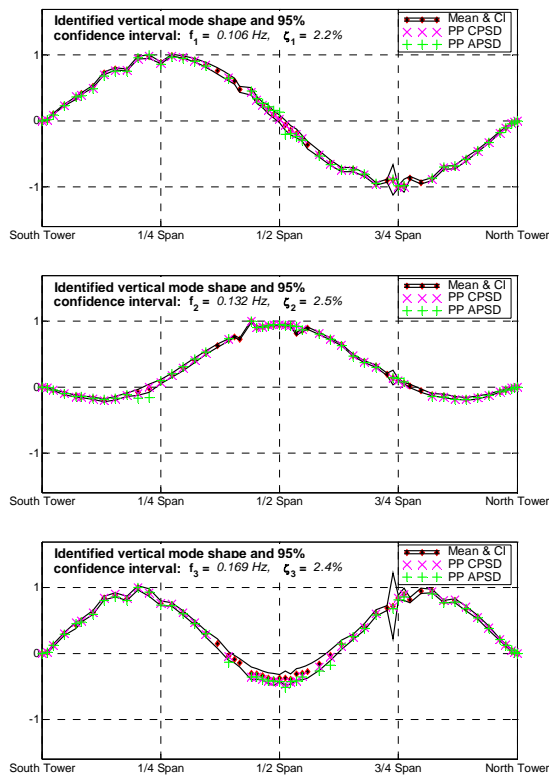 Identified vertical mode shape and 95%
confidence interval: f1 = 0.106 Hz, ζ1 = 2.2%
Mean & CI
PP CPSD
PP APSD
1
0
-1
South Tower 1/4 Span 1/2 Span 3/4 Span North Tower
Identified vertical mode shape and 95%
confidence interval: f2 = 0.132 Hz, ζ2 = 2.5%
Mean & CI
PP CPSD
PP APSD
1
0
-1
South Tower 1/4 Span 1/2 Span 3/4 Span North Tower
Identified vertical mode shape and 95%
confidence interval: f3 = 0.169 Hz, ζ3 = 2.4%
Mean & CI
PP CPSD
PP APSD
1
0
-1
South Tower 1/4 Span 1/2 Span 3/4 Span North Tower